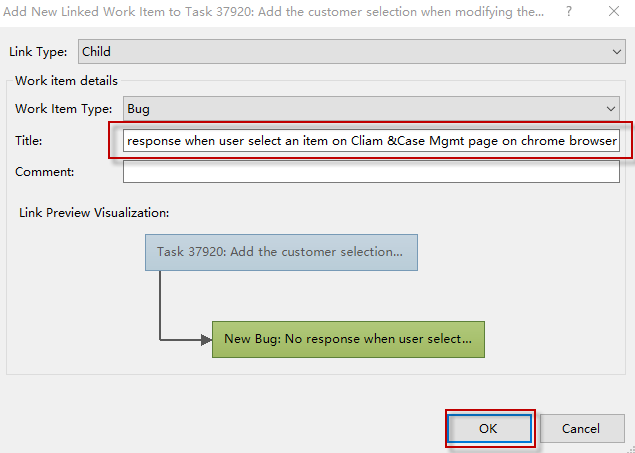 Add New Linked Work Item to Task 37920: Add the customer selection when modifying the...
?
Link Type: Child
Work item details
Work Item Type: Bug
Title: response when user select an item on Cliam &Case Mgmt page on chrome browser
Comment:
Link Preview Visualization:
Task 37920: Add the customer selection...
New Bug: No response when user select...
OK Cancel